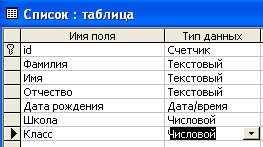 Список : таблица
Имя поля Тип данных
id Счетчик
Фамилия Текстовый
Имя Текстовый
Отчество Текстовый
Дата рождения Дата/время
Школа Числовой
Класс Числовой